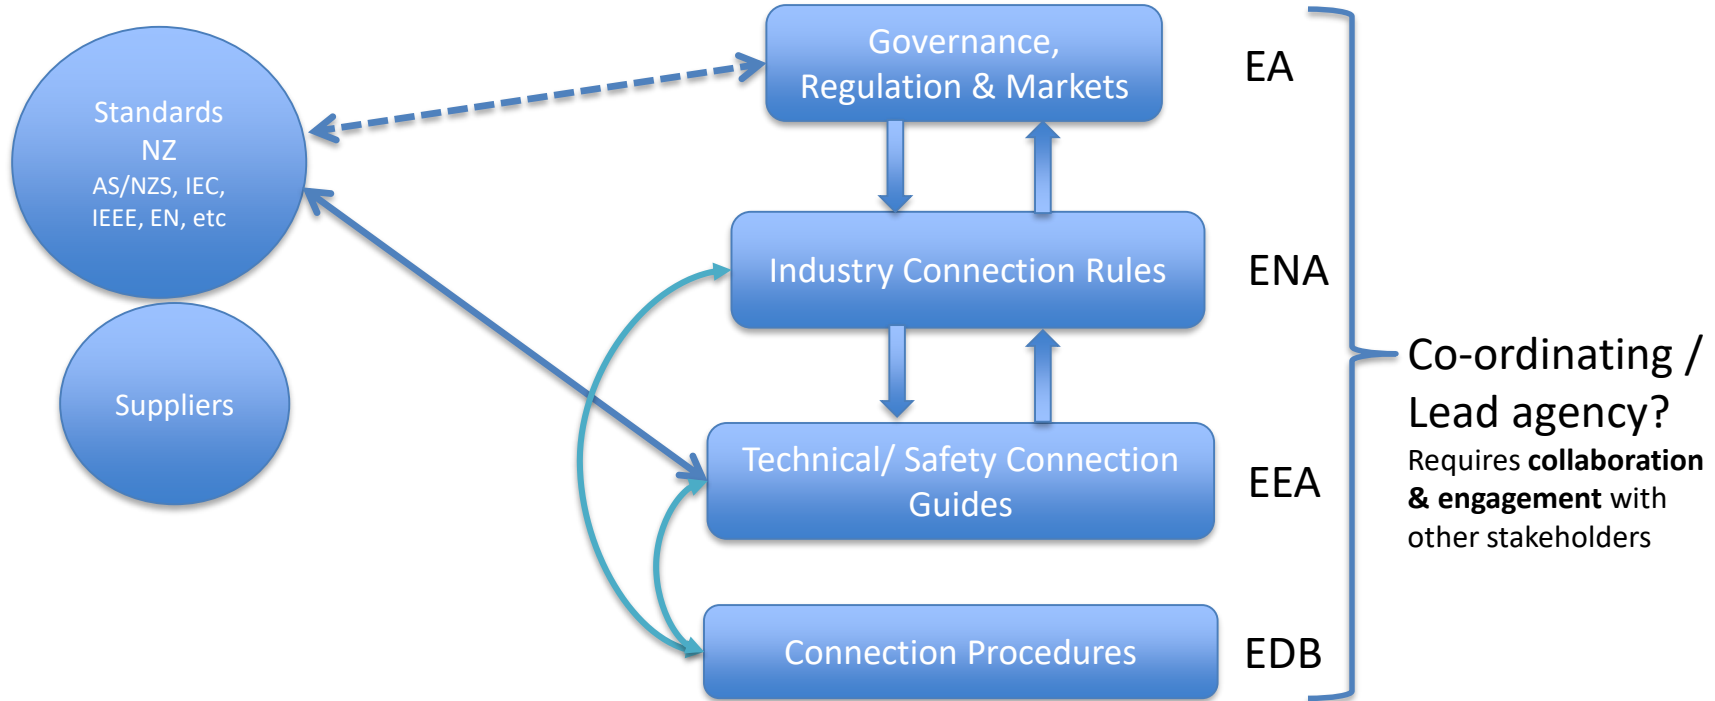 Standards
NZ
AS/NZS, IEC,
IEEE, EN, etc
Suppliers
Governance,
Regulation & Markets
EA
Industry Connection Rules
ENA
Technical/ Safety Connection
Guides
EEA
Connection Procedures
EDB
Co-ordinating /
Lead agency?
Requires collaboration
& engagement with
other stakeholders